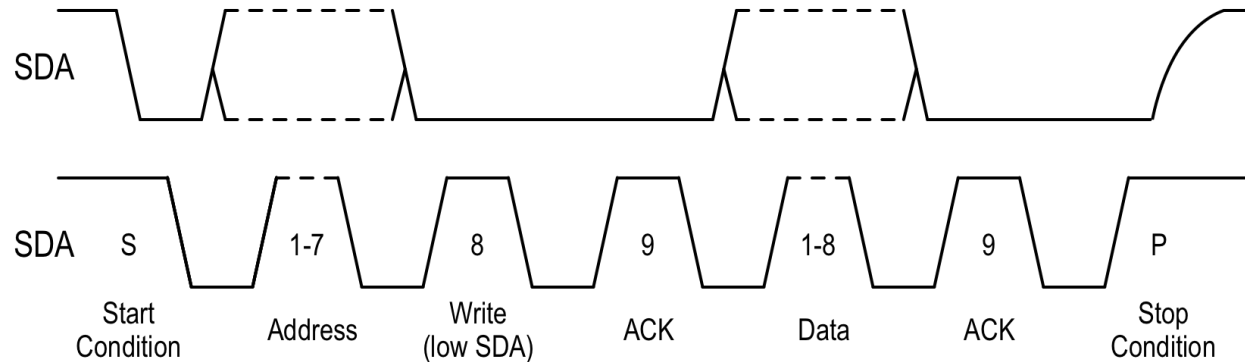 SDA
SDA S 1-7 8 9 1-8 9 P
Start Condition Address Write (low SDA) ACK Data ACK Stop Condition